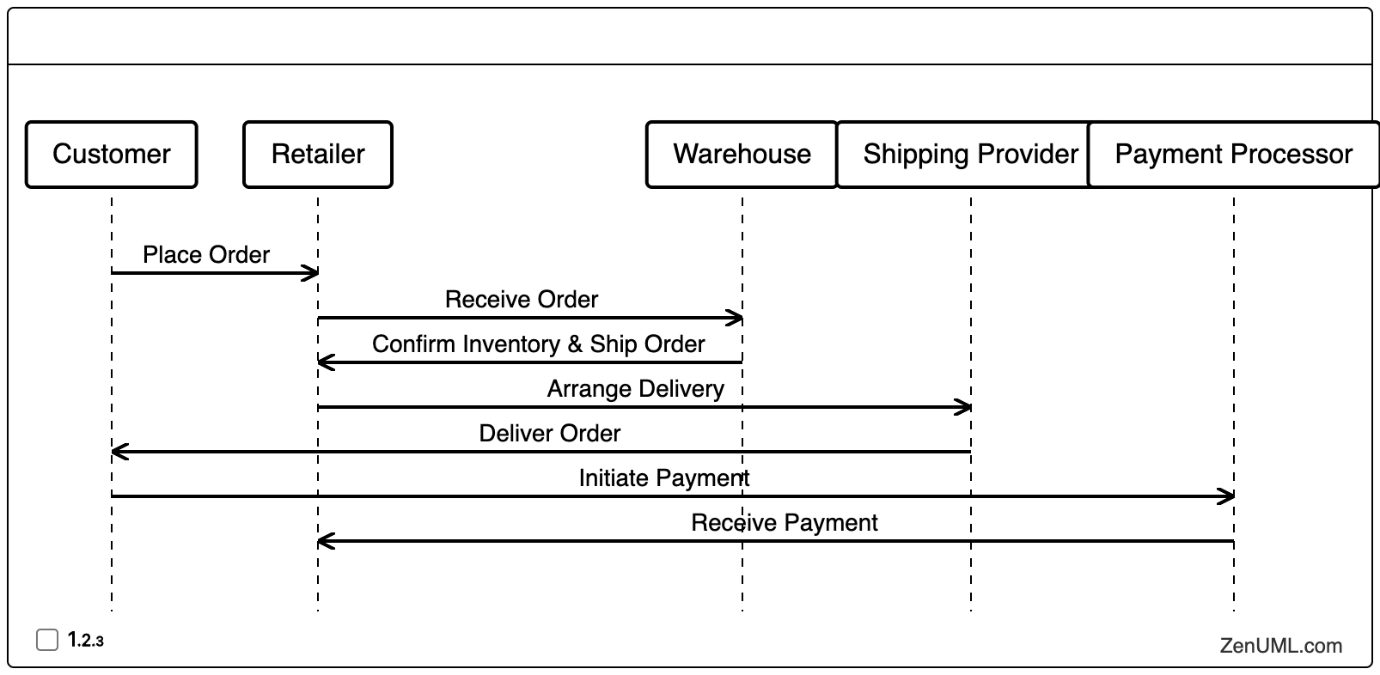 Customer Retailer Warehouse Shipping Provider Payment Processor
Place Order
Receive Order
Confirm Inventory & Ship Order
Arrange Delivery
Deliver Order
Initiate Payment
Receive Payment
1.2.3
ZenUML.com